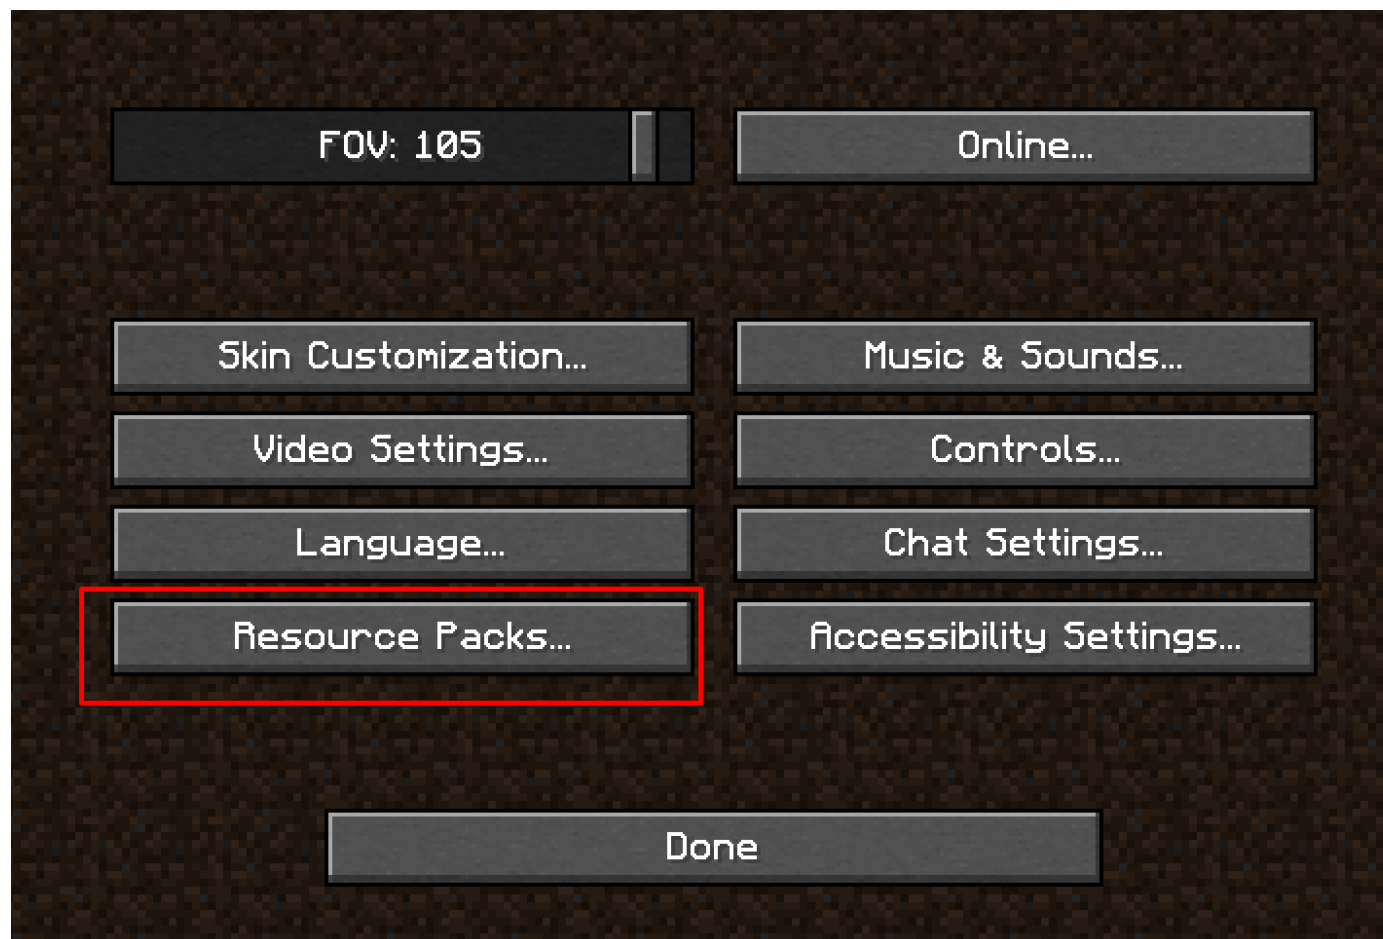 FOV: 105
Online...
Skin Customization...
Music & Sounds...
Video Settings...
Controls...
Language...
Chat Settings...
Resource Packs...
Accessibility Settings...
Done